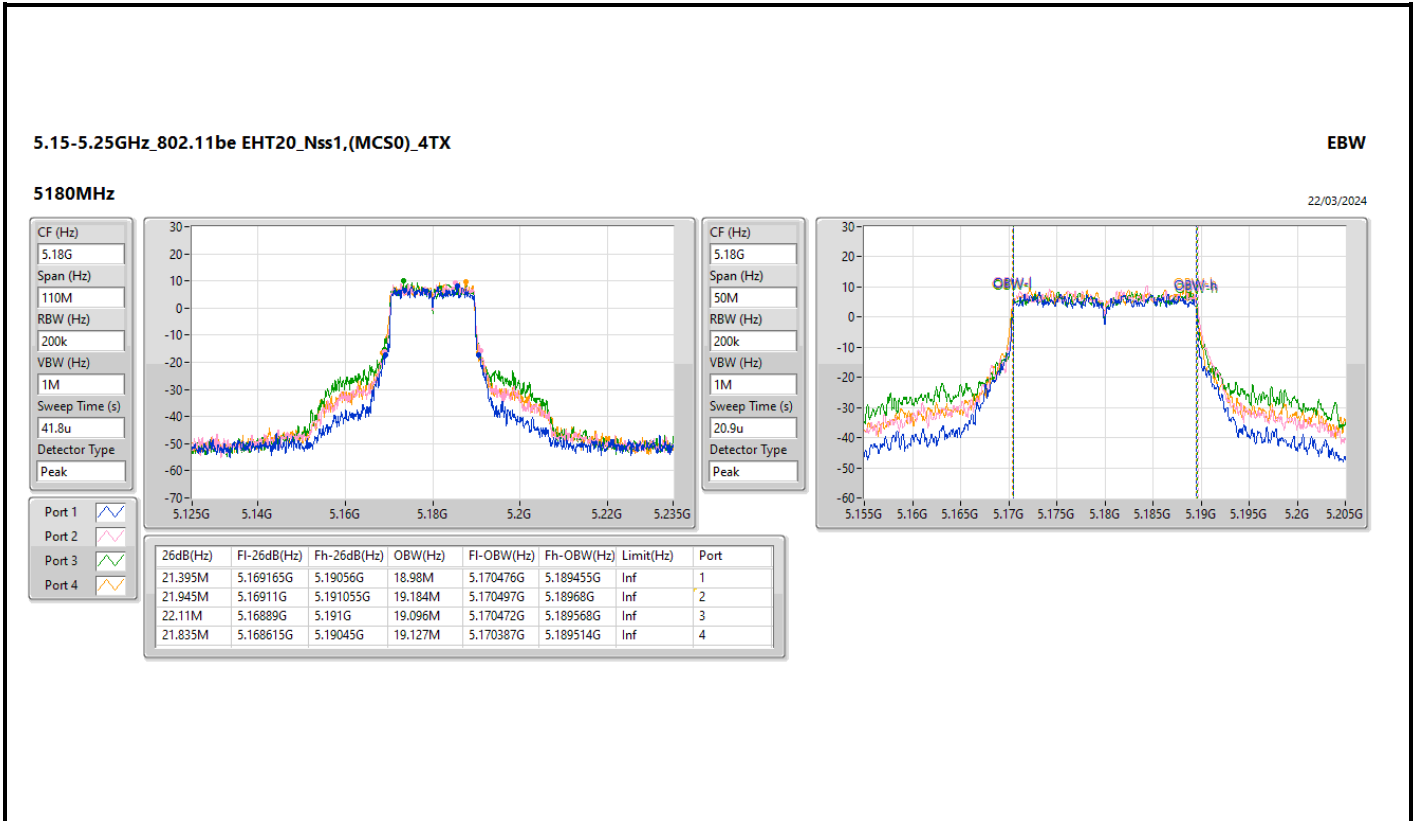 5.15-5.25GHz_802.11be EHT20_Nss1,(MCS0)_4TX
EBW
5180MHz
22/03/2024
CF (Hz)
5.18G
Span (Hz)
110M
RBW (Hz)
200k
VBW (Hz)
1M
Sweep Time (s)
41.8u
Detector Type
Peak
30
20
10
0
-10
-20
-30
-40
-50
-60
-70
5.125G 5.14G 5.16G 5.18G 5.2G 5.22G 5.235G
CF (Hz)
5.18G
Span (Hz)
50M
RBW (Hz)
200k
VBW (Hz)
1M
Sweep Time (s)
20.9u
Detector Type
Peak
30
20
10
0
-10
-20
-30
-40
-50
-60
OBW-l OBW-h
5.155G 5.16G 5.165G 5.17G 5.175G 5.18G 5.185G 5.19G 5.195G 5.2G 5.205G
Port 1
Port 2
Port 3
Port 4
26dB(Hz) Fl-26dB(Hz) Fh-26dB(Hz) OBW(Hz) Fl-OBW(Hz) Fh-OBW(Hz) Limit(Hz) Port
21.395M 5.169165G 5.19056G 18.98M 5.170476G 5.189455G Inf 1
21.945M 5.16911G 5.191055G 19.184M 5.170497G 5.18968G Inf 2
22.11M 5.16889G 5.191G 19.096M 5.170472G 5.189568G Inf 3
21.835M 5.168615G 5.19045G 19.127M 5.170387G 5.189514G Inf 4